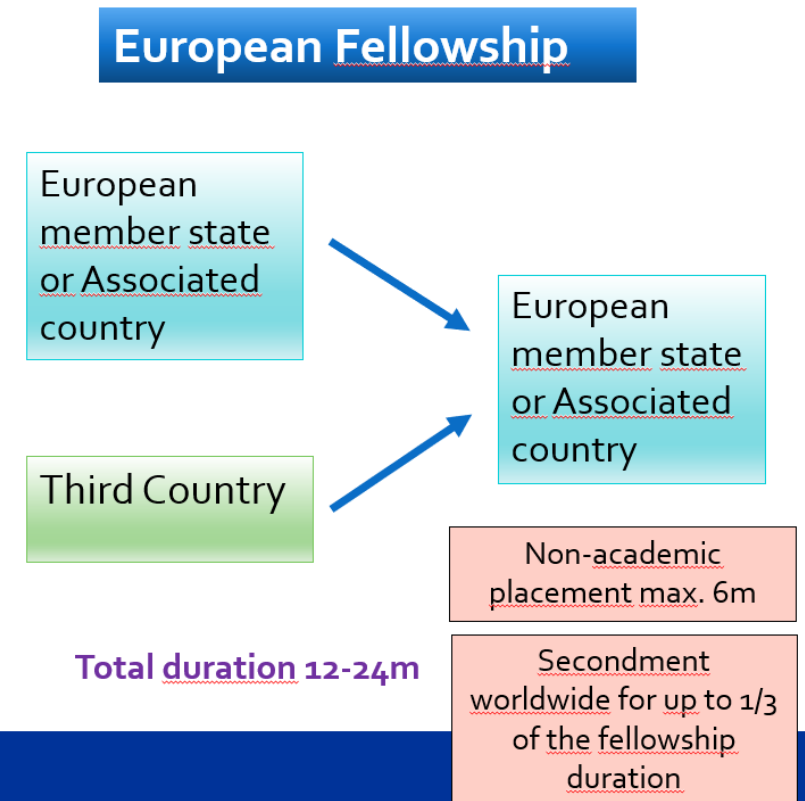 European Fellowship
European
member state
or Associated
country
European
member state
or Associated
country
Third Country
Non-academic
placement max. 6m
Total duration 12-24m
Secondment
worldwide for up to 1/3
of the fellowship
duration